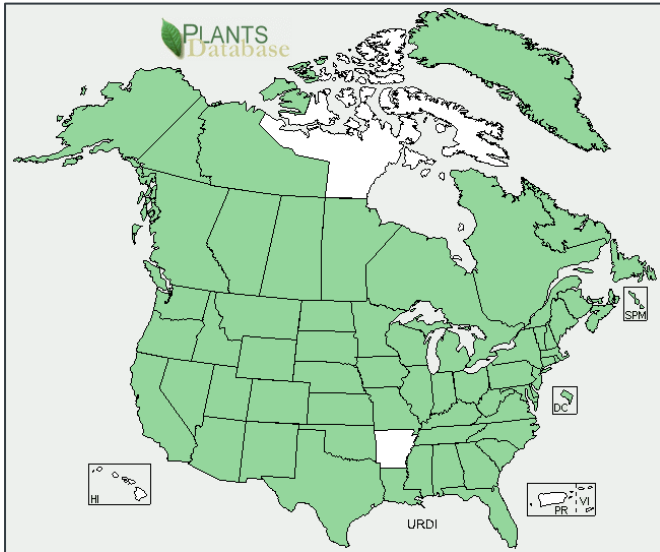 PLANTS
Database
SPM
DC
HI
PR
VI
URDI